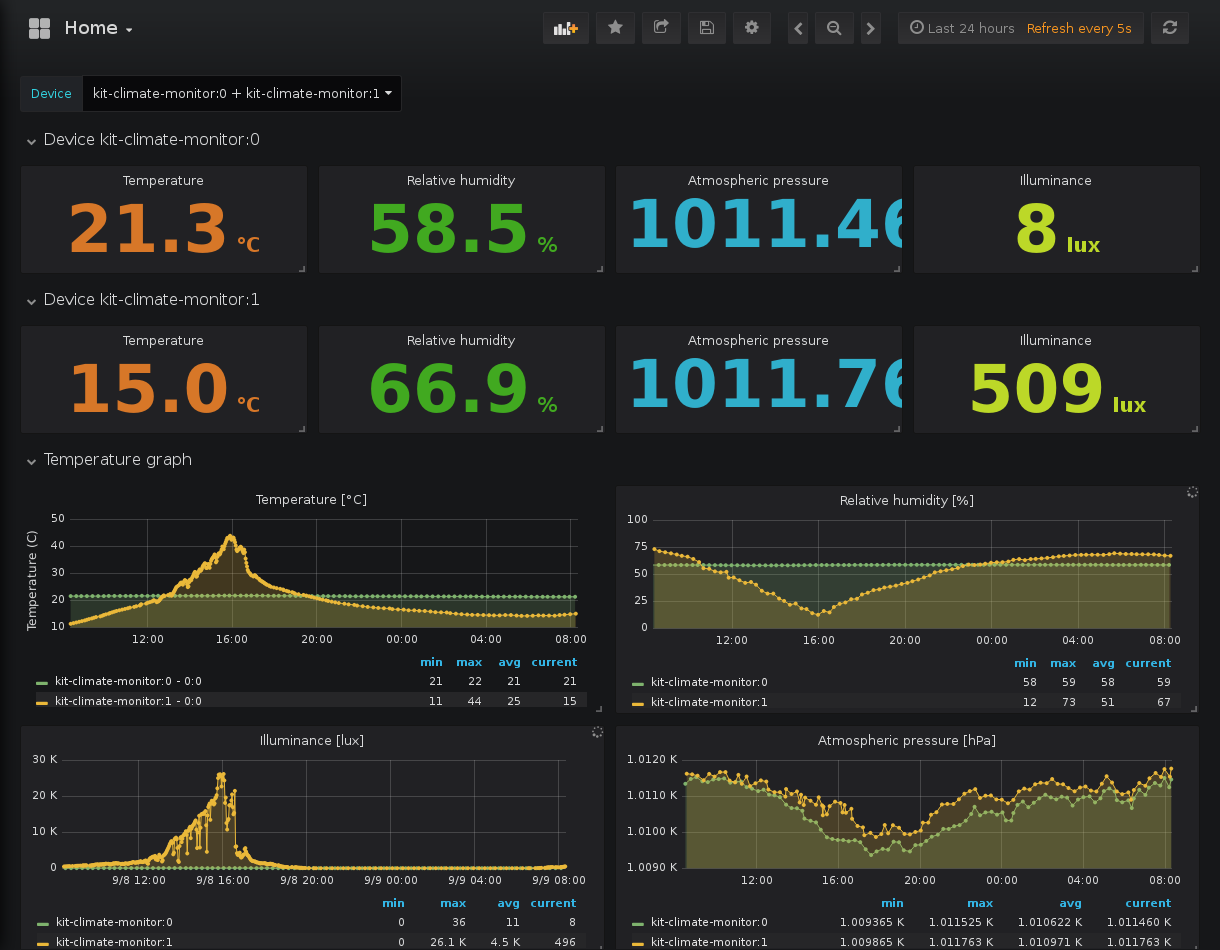 Home
Last 24 hours Refresh every 5s
Device kit-climate-monitor:0 + kit-climate-monitor:1
Device kit-climate-monitor:0
Temperature Relative humidity Atmospheric pressure Illuminance
21.3 °C 58.5 % 1011.46 8 lux
Device kit-climate-monitor:1
Temperature Relative humidity Atmospheric pressure Illuminance
15.0 °C 66.9 % 1011.76 509 lux
Temperature graph
Temperature [°C]
Temperature (C)
50
40
30
20
10
12:00 16:00 20:00 00:00 04:00 08:00
min max avg current
kit-climate-monitor:0 - 0:0 21 22 21 21
kit-climate-monitor:1 - 0:0 11 44 25 15
Relative humidity [%]
100
75
50
25
0
12:00 16:00 20:00 00:00 04:00 08:00
min max avg current
kit-climate-monitor:0 58 59 58 59
kit-climate-monitor:1 12 73 51 67
Illuminance [lux]
30 K
20 K
10 K
0
9/8 12:00 9/8 16:00 9/8 20:00 9/9 00:00 9/9 04:00 9/9 08:00
min max avg current
kit-climate-monitor:0 0 36 11 8
kit-climate-monitor:1 0 26.1 K 4.5 K 496
Atmospheric pressure [hPa]
1.0120 K
1.0110 K
1.0100 K
1.0090 K
12:00 16:00 20:00 00:00 04:00 08:00
min max avg current
kit-climate-monitor:0 1.009365 K 1.011525 K 1.010622 K 1.011460 K
kit-climate-monitor:1 1.009865 K 1.011763 K 1.010971 K 1.011763 K